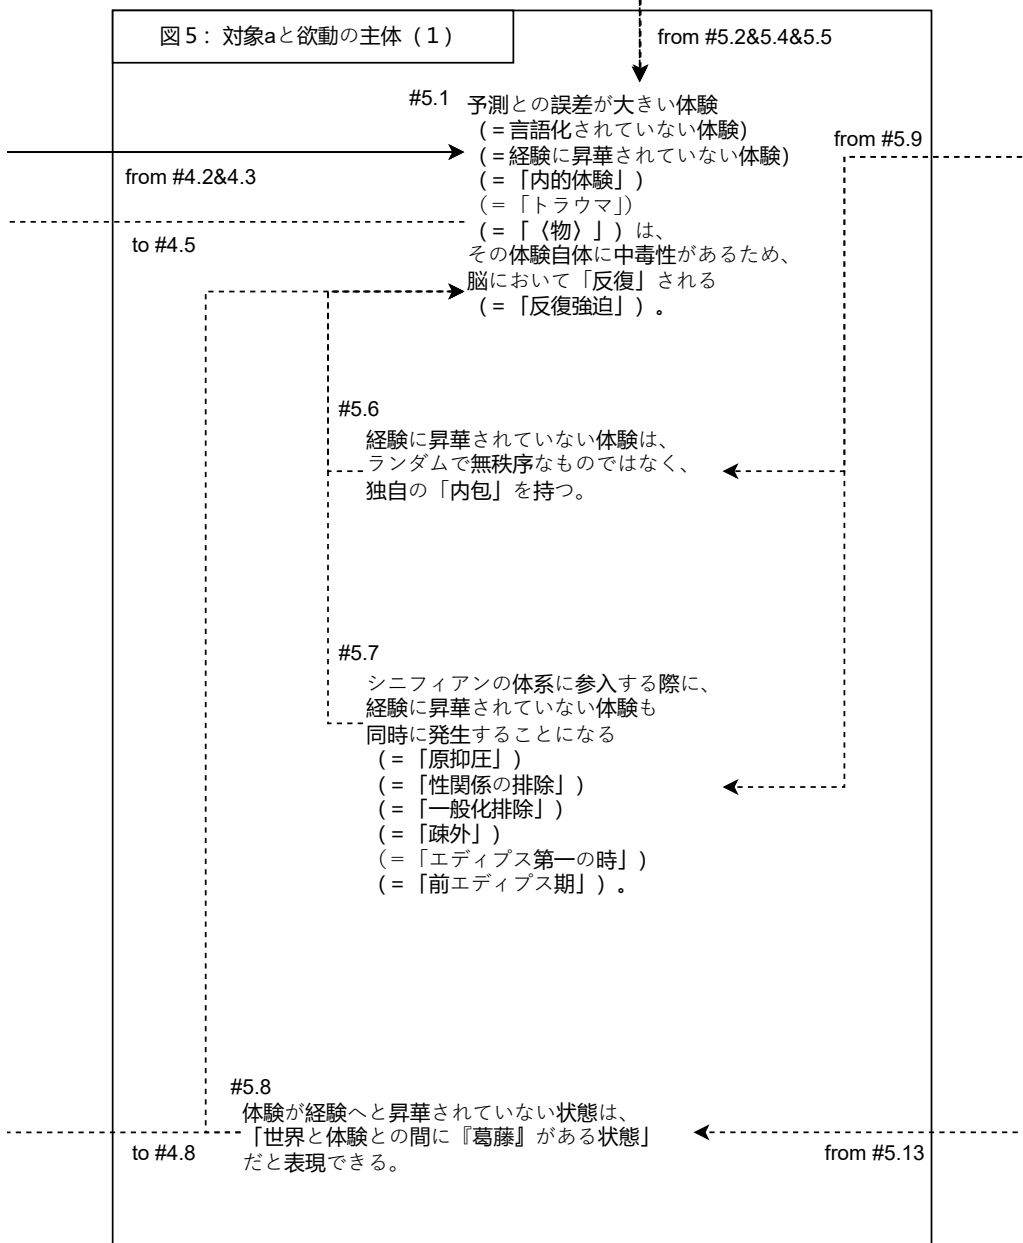 図5：対象aと欲動の主体（1）
from #5.2&5.4&5.5
#5.1
予測との誤差が大きい体験
（=言語化されていない体験）
（=経験に昇華されていない体験）
（=「内的体験」）
（=「トラウマ」）
（=「〈物〉」）は、
その体験自体に中毒性があるため、
脳において「反復」される
（=「反復強迫」）。
from #4.2&4.3
to #4.5
from #5.9
#5.6
経験に昇華されていない体験は、
ランダムで無秩序なものではなく、
独自の「内包」を持つ。
#5.7
シニフィアンの体系に参入する際に、
経験に昇華されていない体験も
同時に発生することになる
（=「原抑圧」）
（=「性関係の排除」）
（=「一般化排除」）
（=「疎外」）
（=「エディプス第一の時」）
（=「前エディプス期」）。
#5.8
体験が経験へと昇華されていない状態は、
「世界と体験との間に『葛藤』がある状態」
だと表現できる。
to #4.8
from #5.13